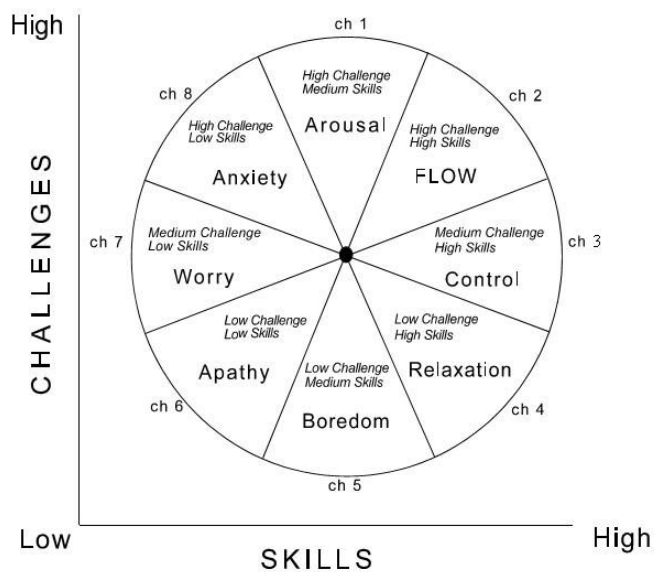 High
ch 1
High Challenge
Medium Skills
Arousal
ch 8
High Challenge
Low Skills
Anxiety
ch 2
High Challenge
High Skills
FLOW
CHALLENGES
ch 7
Medium Challenge
Low Skills
Worry
Medium Challenge
High Skills
Control
ch 3
Low Challenge
Low Skills
Apathy
ch 6
Low Challenge
Medium Skills
Boredom
ch 5
Low Challenge
High Skills
Relaxation
ch 4
Low
SKILLS
High